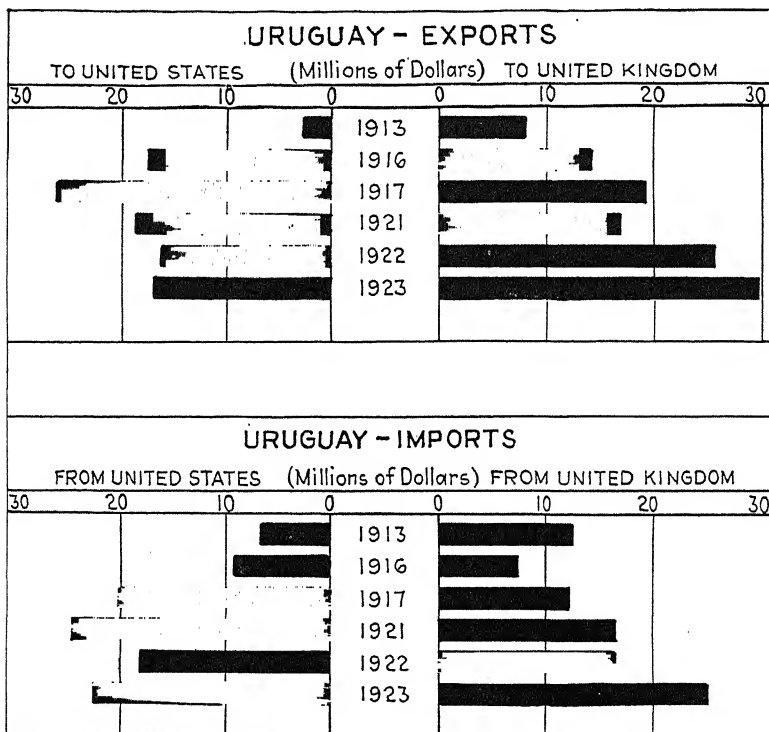 URUGUAY – EXPORTS
TO UNITED STATES (Millions of Dollars) TO UNITED KINGDOM
30 20 10 0 0 10 20 30
1913
1916
1917
1921
1922
1923
URUGUAY – IMPORTS
FROM UNITED STATES (Millions of Dollars) FROM UNITED KINGDOM
30 20 10 0 0 10 20 30
1913
1916
1917
1921
1922
1923